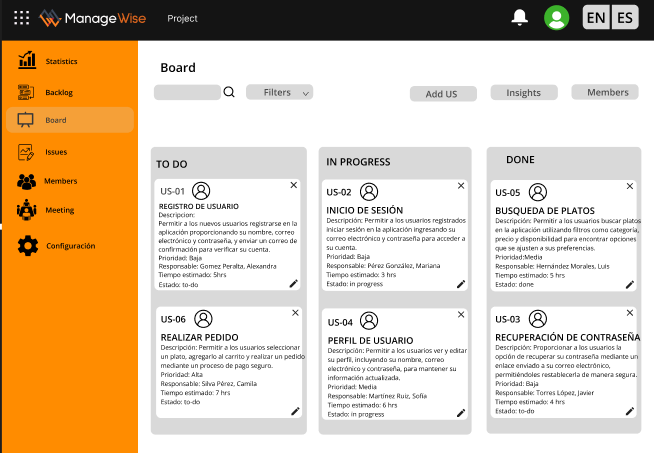 ManageWise
Project
EN
ES
Statistics
Backlog
Board
Issues
Members
Meeting
Configuración
Board
Filters
Add US
Insights
Members
TO DO
US-01
REGISTRO DE USUARIO
Descripcion:
Permitir a los nuevos usuarios registrarse en la
aplicación proporcionando su nombre, correo
electrónico y contraseña, y enviar un correo de
confirmación para verificar su cuenta.
Prioridad: Baja
Responsable: Gomez Peralta, Alexandra
Tiempo estimado: 5hrs
Estado: to-do
US-06
REALIZAR PEDIDO
Descripción: Permitir a los usuarios seleccionar
un plato, agregarlo al carrito y realizar un pedido
mediante un proceso de pago seguro.
Prioridad: Alta
Responsable: Silva Pérez, Camila
Tiempo estimado: 7 hrs
Estado: to-do
IN PROGRESS
US-02
INICIO DE SESIÓN
Descripción: Permitir a los usuarios registrados
iniciar sesión en la aplicación ingresando su
correo electrónico y contraseña para acceder a
su cuenta.
Prioridad: Baja
Responsable: Pérez González, Mariana
Tiempo estimado: 3 hrs
Estado: in progress
US-04
PERFIL DE USUARIO
Descripción: Permitir a los usuarios ver y editar
su perfil, incluyendo su nombre, correo
electrónico y contraseña, para mantener su
información actualizada.
Prioridad: Media
Responsable: Martínez Ruiz, Sofía
Tiempo estimado: 6 hrs
Estado: in progress
DONE
US-05
BUSQUEDA DE PLATOS
Descripción: Permitir a los usuarios buscar platos
en la aplicación utilizando filtros como categoría,
precio y disponibilidad para encontrar opciones
que se ajusten a sus preferencias.
Prioridad:Media
Responsable: Hernández Morales, Luis
Tiempo estimado: 5 hrs
Estado: done
US-03
RECUPERACIÓN DE CONTRASEÑA
Descripción: Proporcionar a los usuarios la
opción de recuperar su contraseña mediante un
enlace enviado a su correo electrónico,
permitiéndoles restablecerla de manera segura.
Prioridad: Baja
Responsable: Torres López, Javier
Tiempo estimado: 4 hrs
Estado: to-do